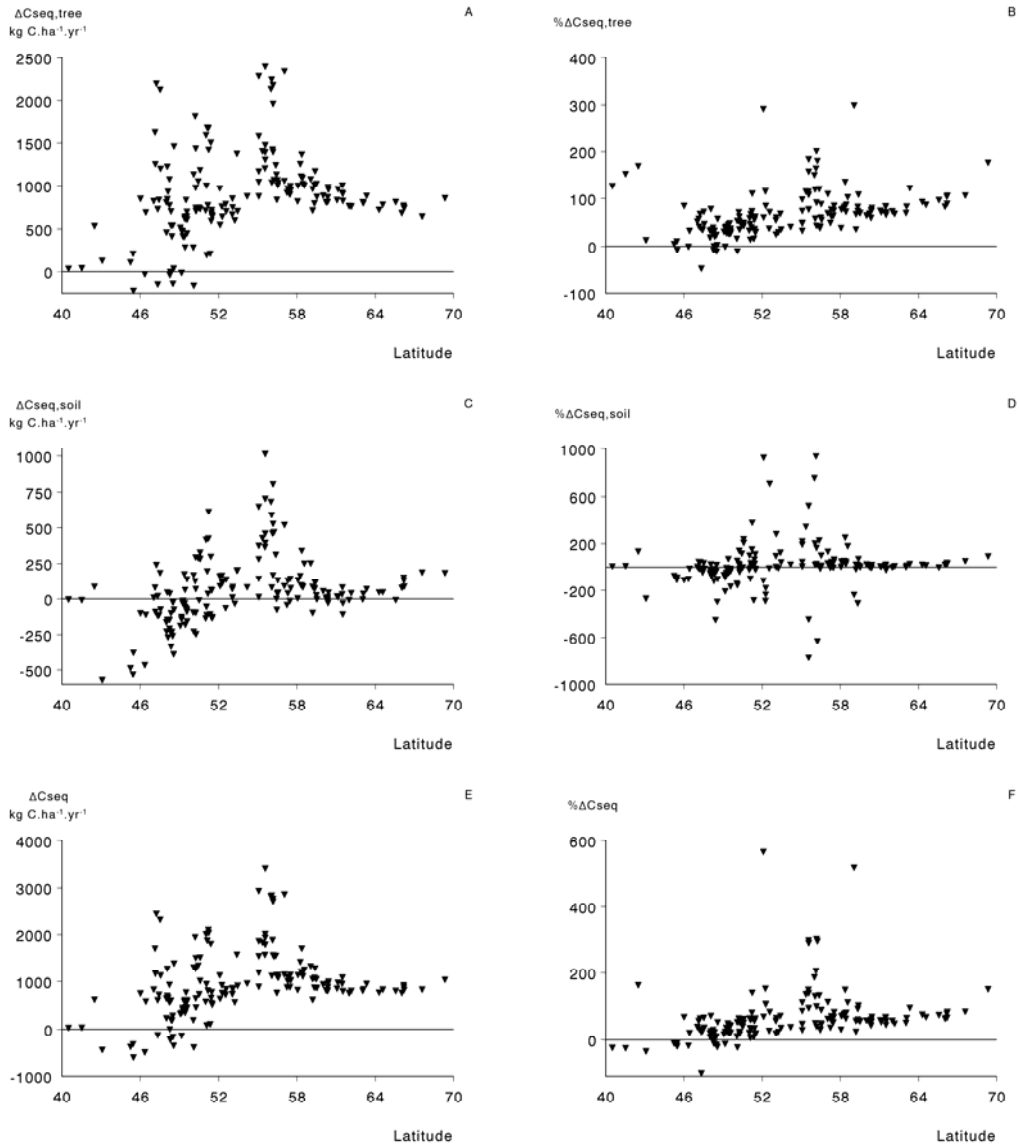 ΔCseq,tree
kg C.ha⁻¹.yr⁻¹
A
2500
2000
1500
1000
500
0
40 46 52 58 64 70
Latitude
%ΔCseq,tree
B
400
300
200
100
0
-100
40 46 52 58 64 70
Latitude
ΔCseq,soil
kg C.ha⁻¹.yr⁻¹
C
1000
750
500
250
0
-250
-500
40 46 52 58 64 70
Latitude
%ΔCseq,soil
D
1000
600
200
-200
-600
-1000
40 46 52 58 64 70
Latitude
ΔCseq
kg C.ha⁻¹.yr⁻¹
E
4000
3000
2000
1000
0
-1000
40 46 52 58 64 70
Latitude
%ΔCseq
F
600
400
200
0
40 46 52 58 64 70
Latitude